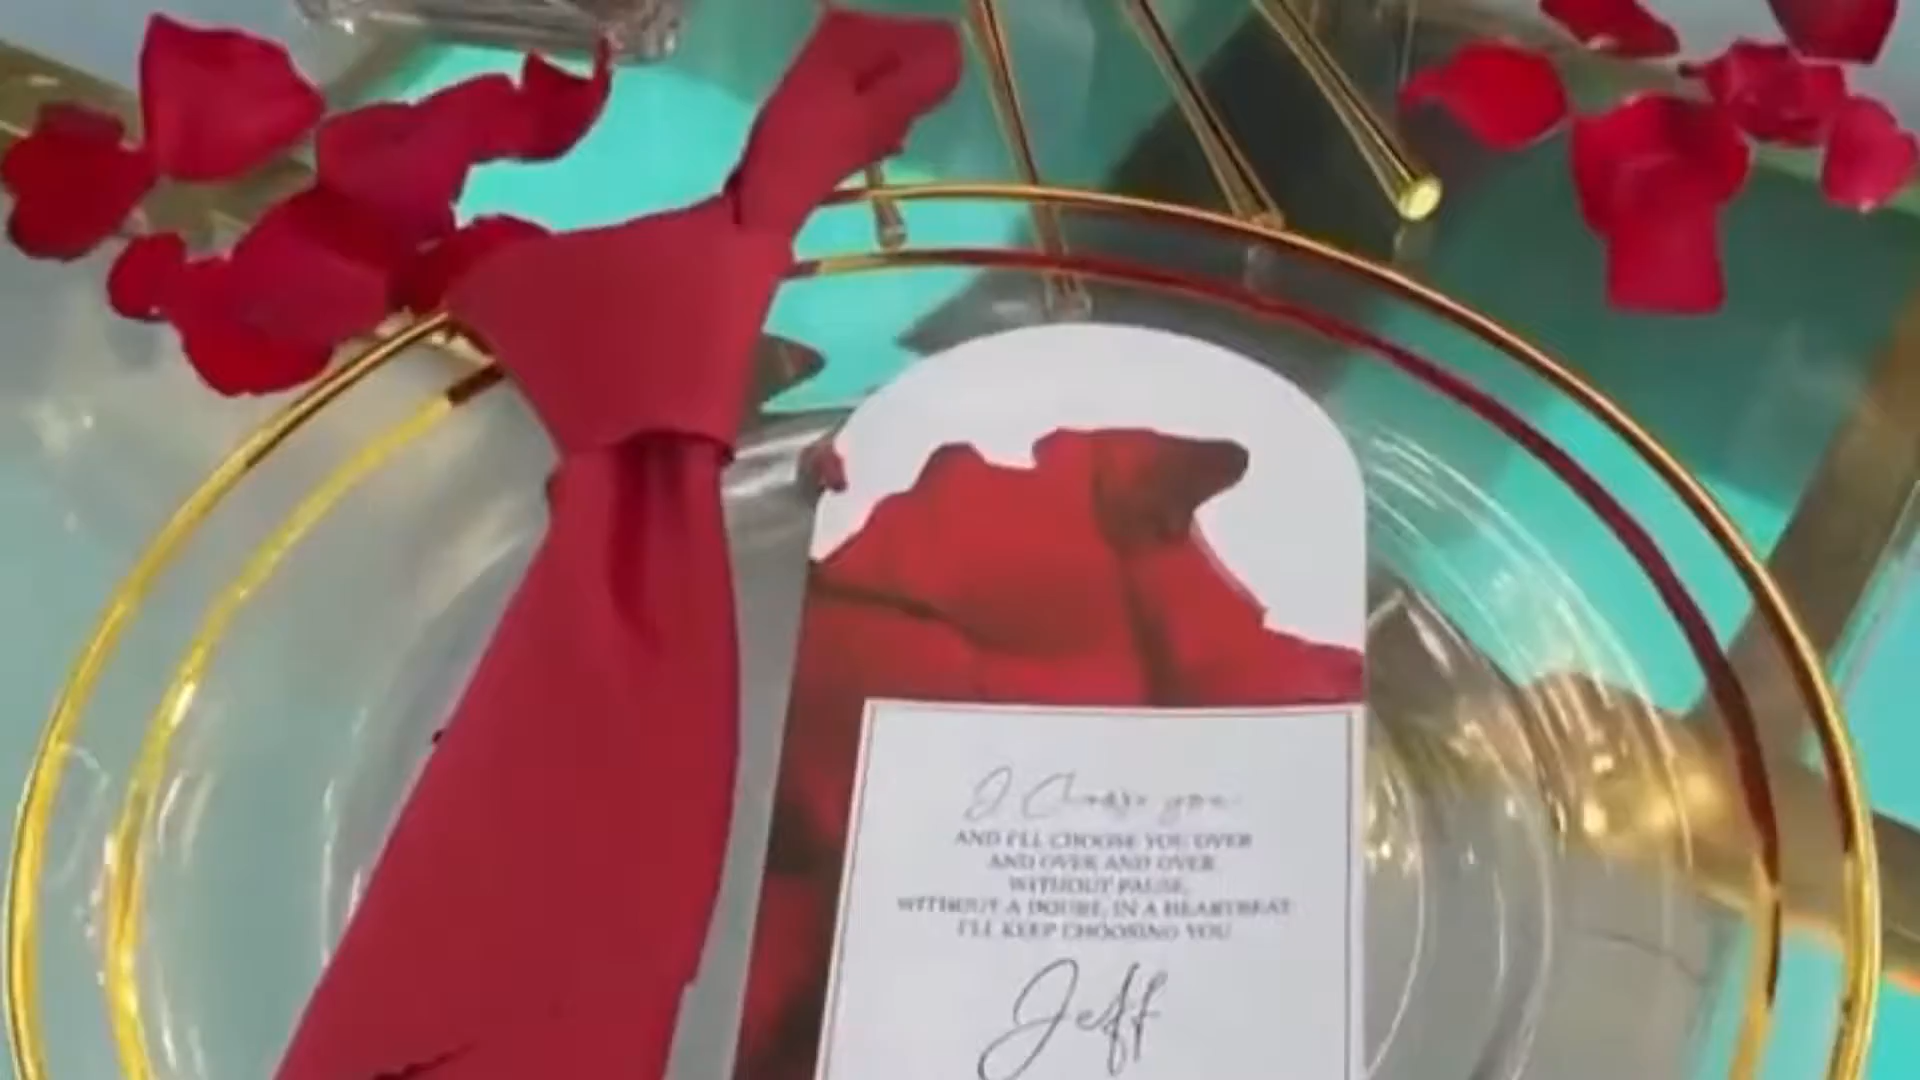 I Choose you
AND I'LL CHOOSE YOU OVER
AND OVER AND OVER
WITHOUT PAUSE,
WITHOUT A DOUBT, IN A HEARTBEAT
I'LL KEEP CHOOSING YOU
Jeff